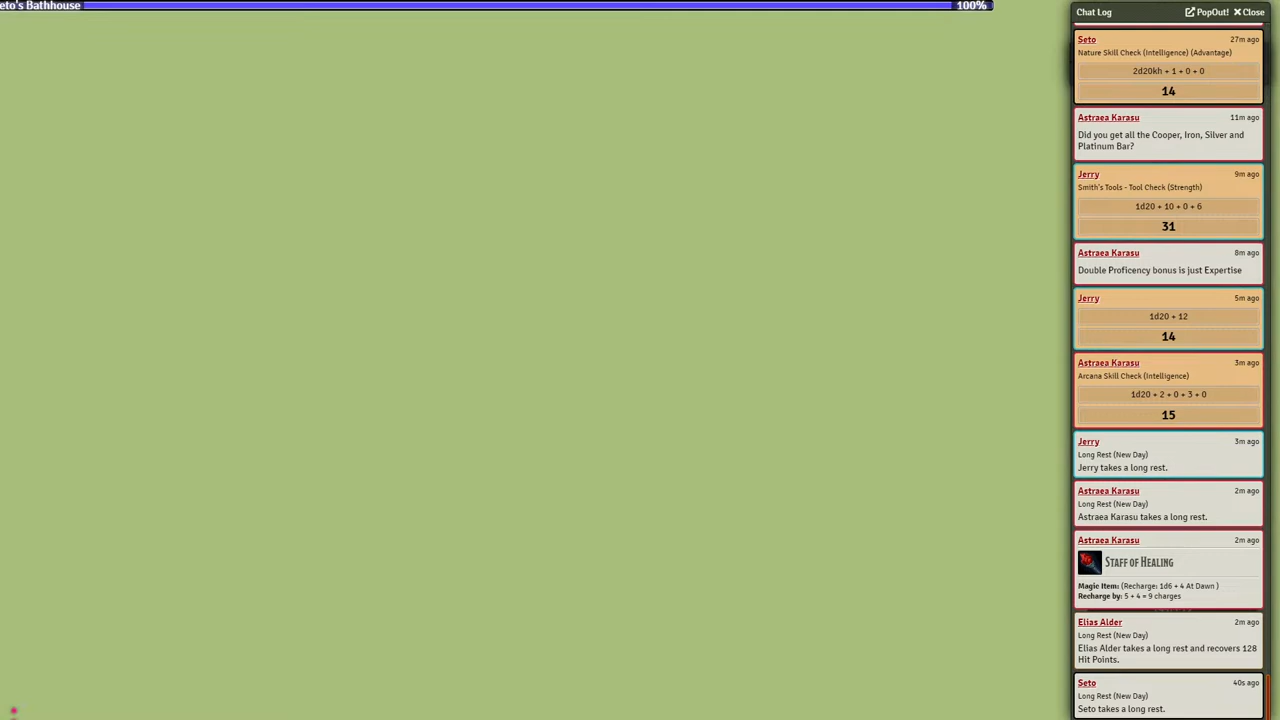 eto's Bathhouse 100%
Chat Log PopOut! Close
Seto 27m ago
Nature Skill Check (Intelligence) (Advantage)
2d20kh + 1 + 0 + 0
14
Astraea Karasu 11m ago
Did you get all the Cooper, Iron, Silver and
Platinum Bar?
Jerry 9m ago
Smith's Tools - Tool Check (Strength)
1d20 + 10 + 0 + 6
31
Astraea Karasu 8m ago
Double Proficency bonus is just Expertise
Jerry 5m ago
1d20 + 12
14
Astraea Karasu 3m ago
Arcana Skill Check (Intelligence)
1d20 + 2 + 0 + 3 + 0
15
Jerry 3m ago
Long Rest (New Day)
Jerry takes a long rest.
Astraea Karasu 2m ago
Long Rest (New Day)
Astraea Karasu takes a long rest.
Astraea Karasu 2m ago
Staff of Healing
Magic Item: (Recharge: 1d6 + 4 At Dawn )
Recharge by: 5 + 4 = 9 charges
Elias Alder 2m ago
Long Rest (New Day)
Elias Alder takes a long rest and recovers 128
Hit Points.
Seto 40s ago
Long Rest (New Day)
Seto takes a long rest.